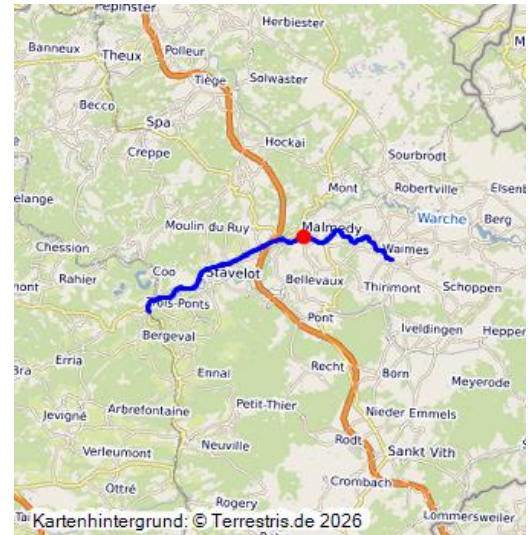 Pepinster
Herbiester
Banneux
Theux
Polleur
Tiège
Solwaster
Becco
Spa
Creppe
Hockai
Sourbrodt
Mont
Robertville
Elsenb
Warche
Berg
Moulin du Ruy
Malmedy
Waimes
Chession
Coo
Stavelot
Rahier
Bellevaux
Thirimont
Schoppen
mont
Trois-Ponts
Pont
Iveldingen
Hepper
Bergeval
Erria
Ennal
Recht
Born
Meyerode
Bra
Petit-Thier
Jevigné
Arbrefontaine
Nieder Emmels
Neuville
Rodt
Sankt Vith
Verleumont
Ottré
Crombach
Rogery
Lommersweiler
Kartenhintergrund: © Terrestris.de 2026